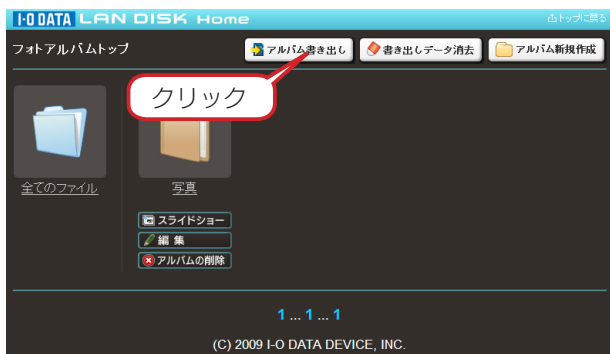 I-O DATA LAN DISK Home
トップに戻る
フォトアルバムトップ
アルバム書き出し
書き出しデータ消去
アルバム新規作成
クリック
全てのファイル
写真
スライドショー
編 集
アルバムの削除
1 ... 1 ... 1
(C) 2009 I-O DATA DEVICE, INC.